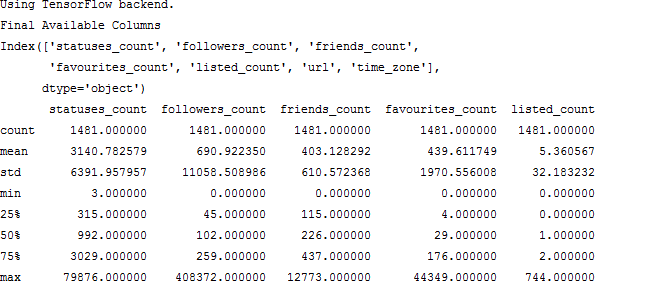 Using TensorFlow backend.
Final Available Columns
Index(['statuses_count', 'followers_count', 'friends_count',
       'favourites_count', 'listed_count', 'url', 'time_zone'],
      dtype='object')
       statuses_count  followers_count  friends_count  favourites_count  listed_count
count     1481.000000      1481.000000    1481.000000       1481.000000   1481.000000
mean      3140.782579       690.922350     403.128292        439.611749      5.360567
std       6391.957957     11058.508986     610.572368       1970.556008     32.183232
min          3.000000         0.000000       0.000000          0.000000      0.000000
25%        315.000000        45.000000     115.000000          4.000000      0.000000
50%        992.000000       102.000000     226.000000         29.000000      1.000000
75%       3029.000000       259.000000     437.000000        176.000000      2.000000
max      79876.000000    408372.000000   12773.000000      44349.000000    744.000000